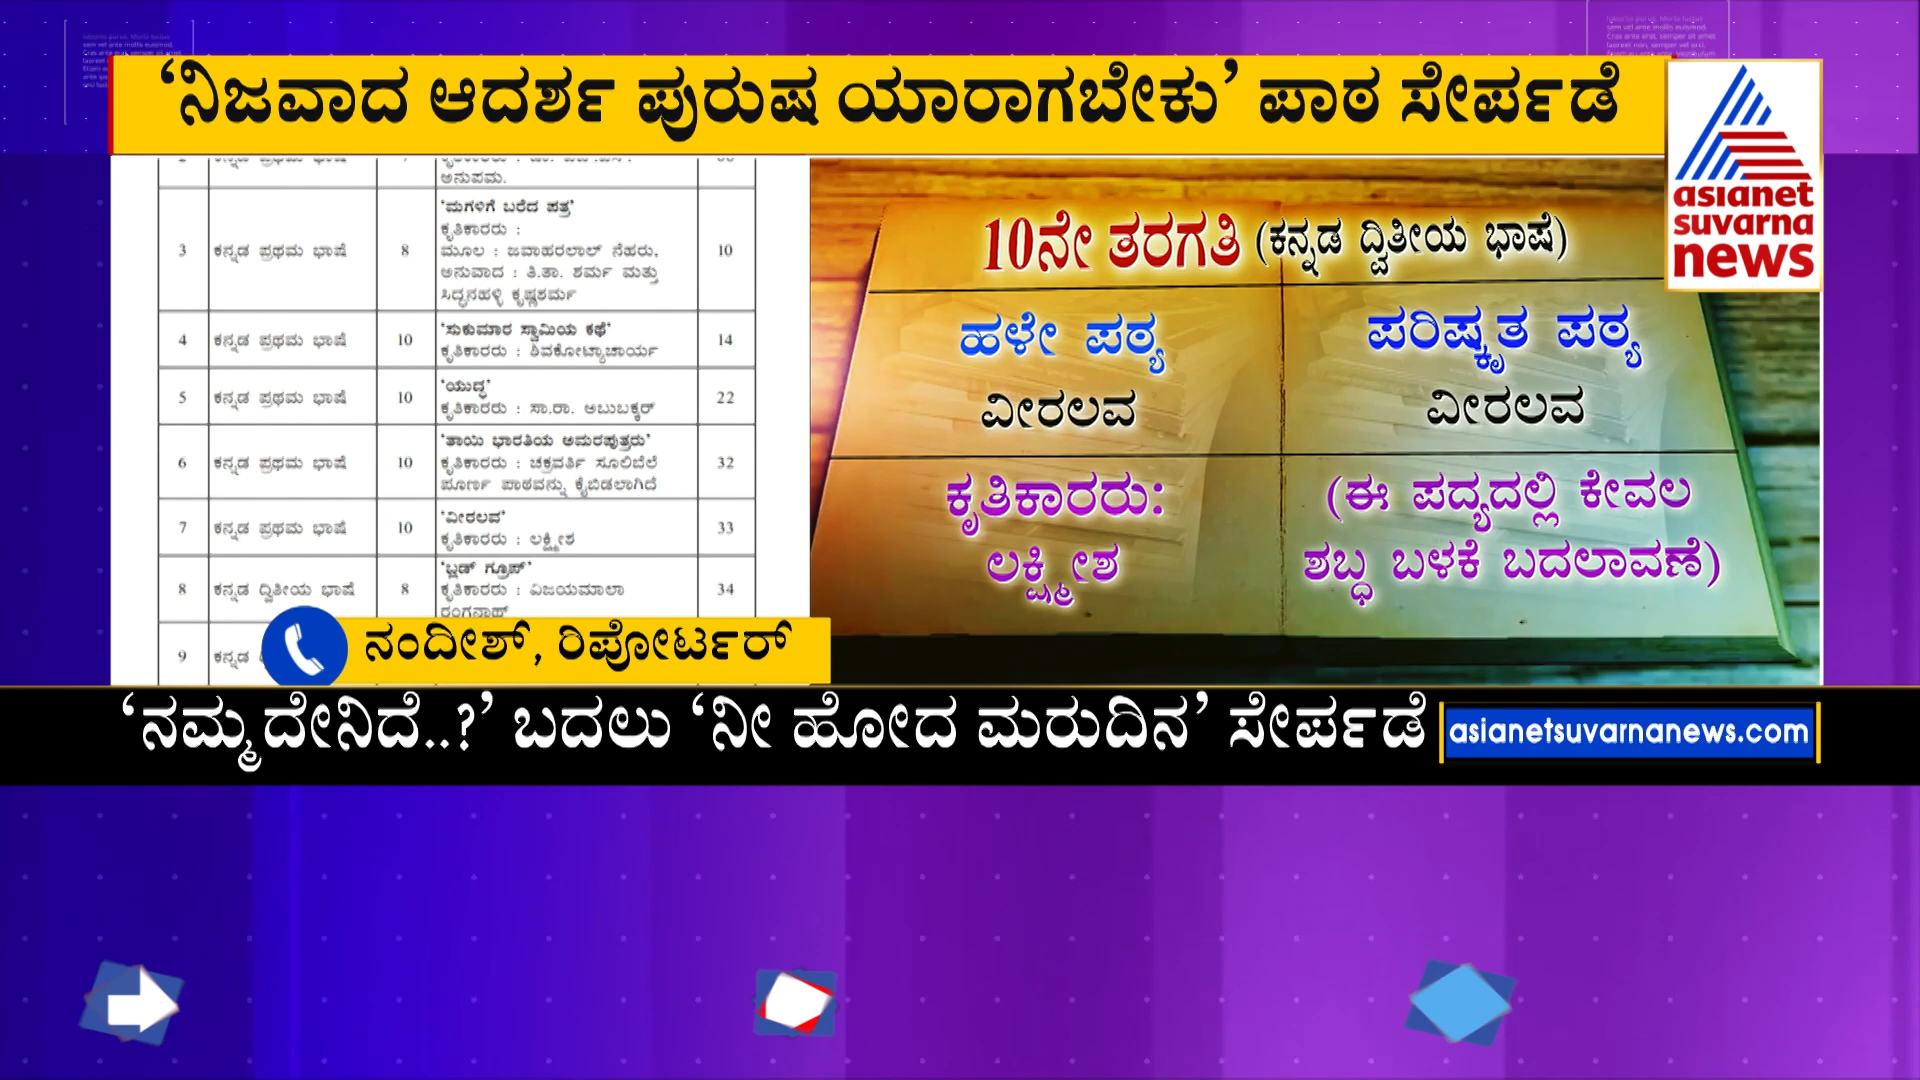 ‘ನಿಜವಾದ ಆದರ್ಶ ಪುರುಷ ಯಾರಾಗಬೇಕು’ ಪಾಠ ಸೇರ್ಪಡೆ
asianet
suvarna
news
ಕನ್ನಡ ಪ್ರಥಮ ಭಾಷೆ
ಅನುಪಮ.
3 ಕನ್ನಡ ಪ್ರಥಮ ಭಾಷೆ 8 ‘ಮಗಳಿಗೆ ಬರೆದ ಪತ್ರ’ 10
ಕೃತಿಕಾರರು :
ಮೂಲ : ಜವಾಹರಲಾಲ್ ನೆಹರು,
ಅನುವಾದ : ತಿ.ತಾ. ಶರ್ಮ ಮತ್ತು
ಸಿದ್ಧನಹಳ್ಳಿ ಕೃಷ್ಣಶರ್ಮ
4 ಕನ್ನಡ ಪ್ರಥಮ ಭಾಷೆ 10 ‘ಸುಕುಮಾರ ಸ್ವಾಮಿಯ ಕಥೆ’ 14
ಕೃತಿಕಾರರು : ಶಿವಕೋಟ್ಯಾಚಾರ್ಯ
5 ಕನ್ನಡ ಪ್ರಥಮ ಭಾಷೆ 10 ‘ಯುದ್ಧ’ 22
ಕೃತಿಕಾರರು : ಸಾ.ರಾ. ಅಬುಬಕ್ಕರ್
6 ಕನ್ನಡ ಪ್ರಥಮ ಭಾಷೆ 10 ‘ತಾಯಿ ಭಾರತಿಯ ಅಮರಪುತ್ರರು’ 32
ಕೃತಿಕಾರರು : ಚಕ್ರವರ್ತಿ ಸೂಲಿಬೆಲೆ
ಪೂರ್ಣ ಪಾಠವನ್ನು ಕೈಬಿಡಲಾಗಿದೆ
7 ಕನ್ನಡ ಪ್ರಥಮ ಭಾಷೆ 10 ‘ವೀರಲವ’ 33
ಕೃತಿಕಾರರು : ಲಕ್ಷ್ಮೀಶ
8 ಕನ್ನಡ ದ್ವಿತೀಯ ಭಾಷೆ 8 ‘ಬ್ಲಡ್ ಗ್ರೂಪ್’ 34
ಕೃತಿಕಾರರು : ವಿಜಯಮಾಲಾ
ರಂಗನಾಥ್
9 ಕನ್ನಡ
10ನೇ ತರಗತಿ (ಕನ್ನಡ ದ್ವಿತೀಯ ಭಾಷೆ)
ಹಳೇ ಪಠ್ಯ ಪರಿಷ್ಕೃತ ಪಠ್ಯ
ವೀರಲವ ವೀರಲವ
ಕೃತಿಕಾರರು: (ಈ ಪದ್ಯದಲ್ಲಿ ಕೇವಲ
ಲಕ್ಷ್ಮೀಶ ಶಬ್ಧ ಬಳಕೆ ಬದಲಾವಣೆ)
ನಂದೀಶ್, ರಿಪೋರ್ಟರ್
‘ನಮ್ಮದೇನಿದೆ..?’ ಬದಲು ‘ನೀ ಹೋದ ಮರುದಿನ’ ಸೇರ್ಪಡೆ
asianetsuvarnanews.com